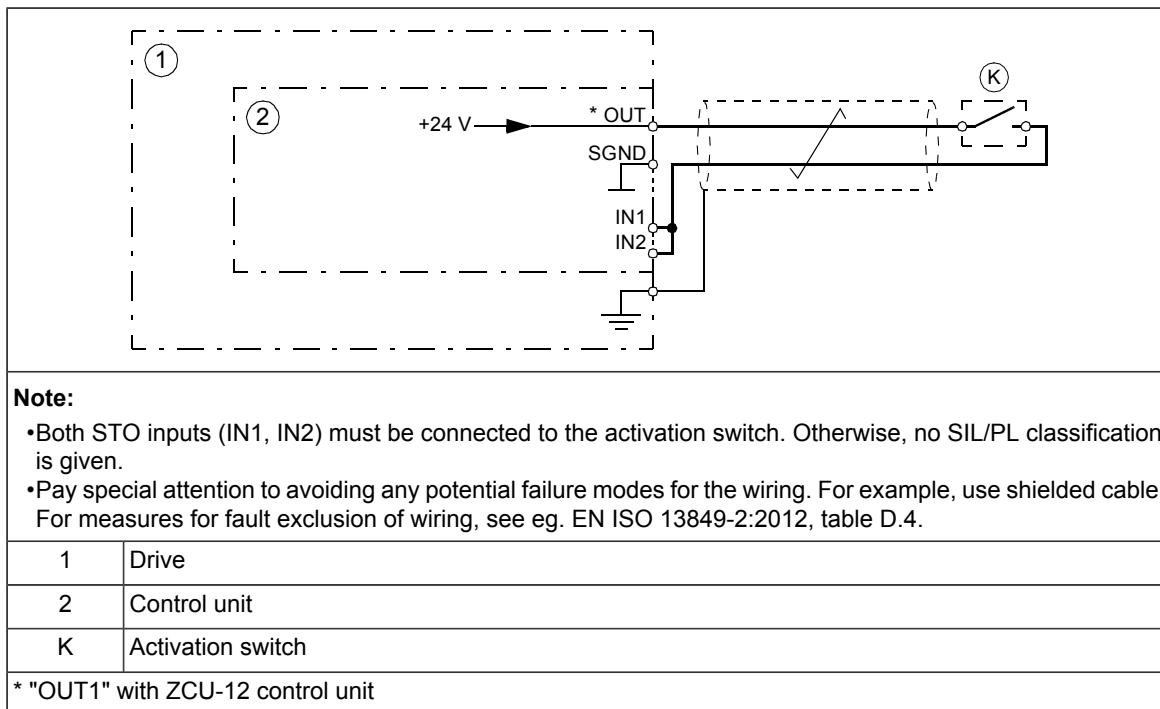 1
2
+24 V
* OUT
SGND
IN1
IN2
K
Note:
•Both STO inputs (IN1, IN2) must be connected to the activation switch. Otherwise, no SIL/PL classification
is given.
•Pay special attention to avoiding any potential failure modes for the wiring. For example, use shielded cable
For measures for fault exclusion of wiring, see eg. EN ISO 13849-2:2012, table D.4.
1 Drive
2 Control unit
K Activation switch
* "OUT1" with ZCU-12 control unit